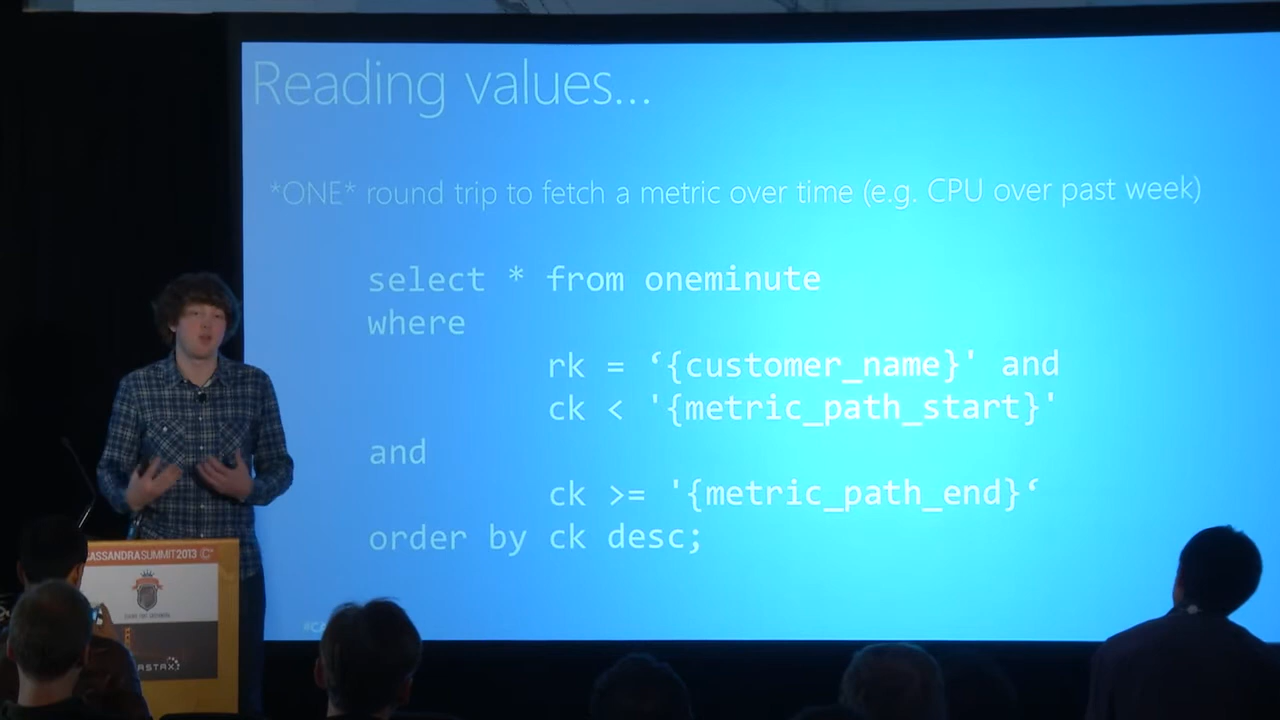 Reading values...
*ONE* round trip to fetch a metric over time (e.g. CPU over past week)
select * from oneminute
where
rk = ‘{customer_name}' and
ck < '{metric_path_start}'
and
ck >= '{metric_path_end}‘
order by ck desc;
CASSANDRASUMMIT2013